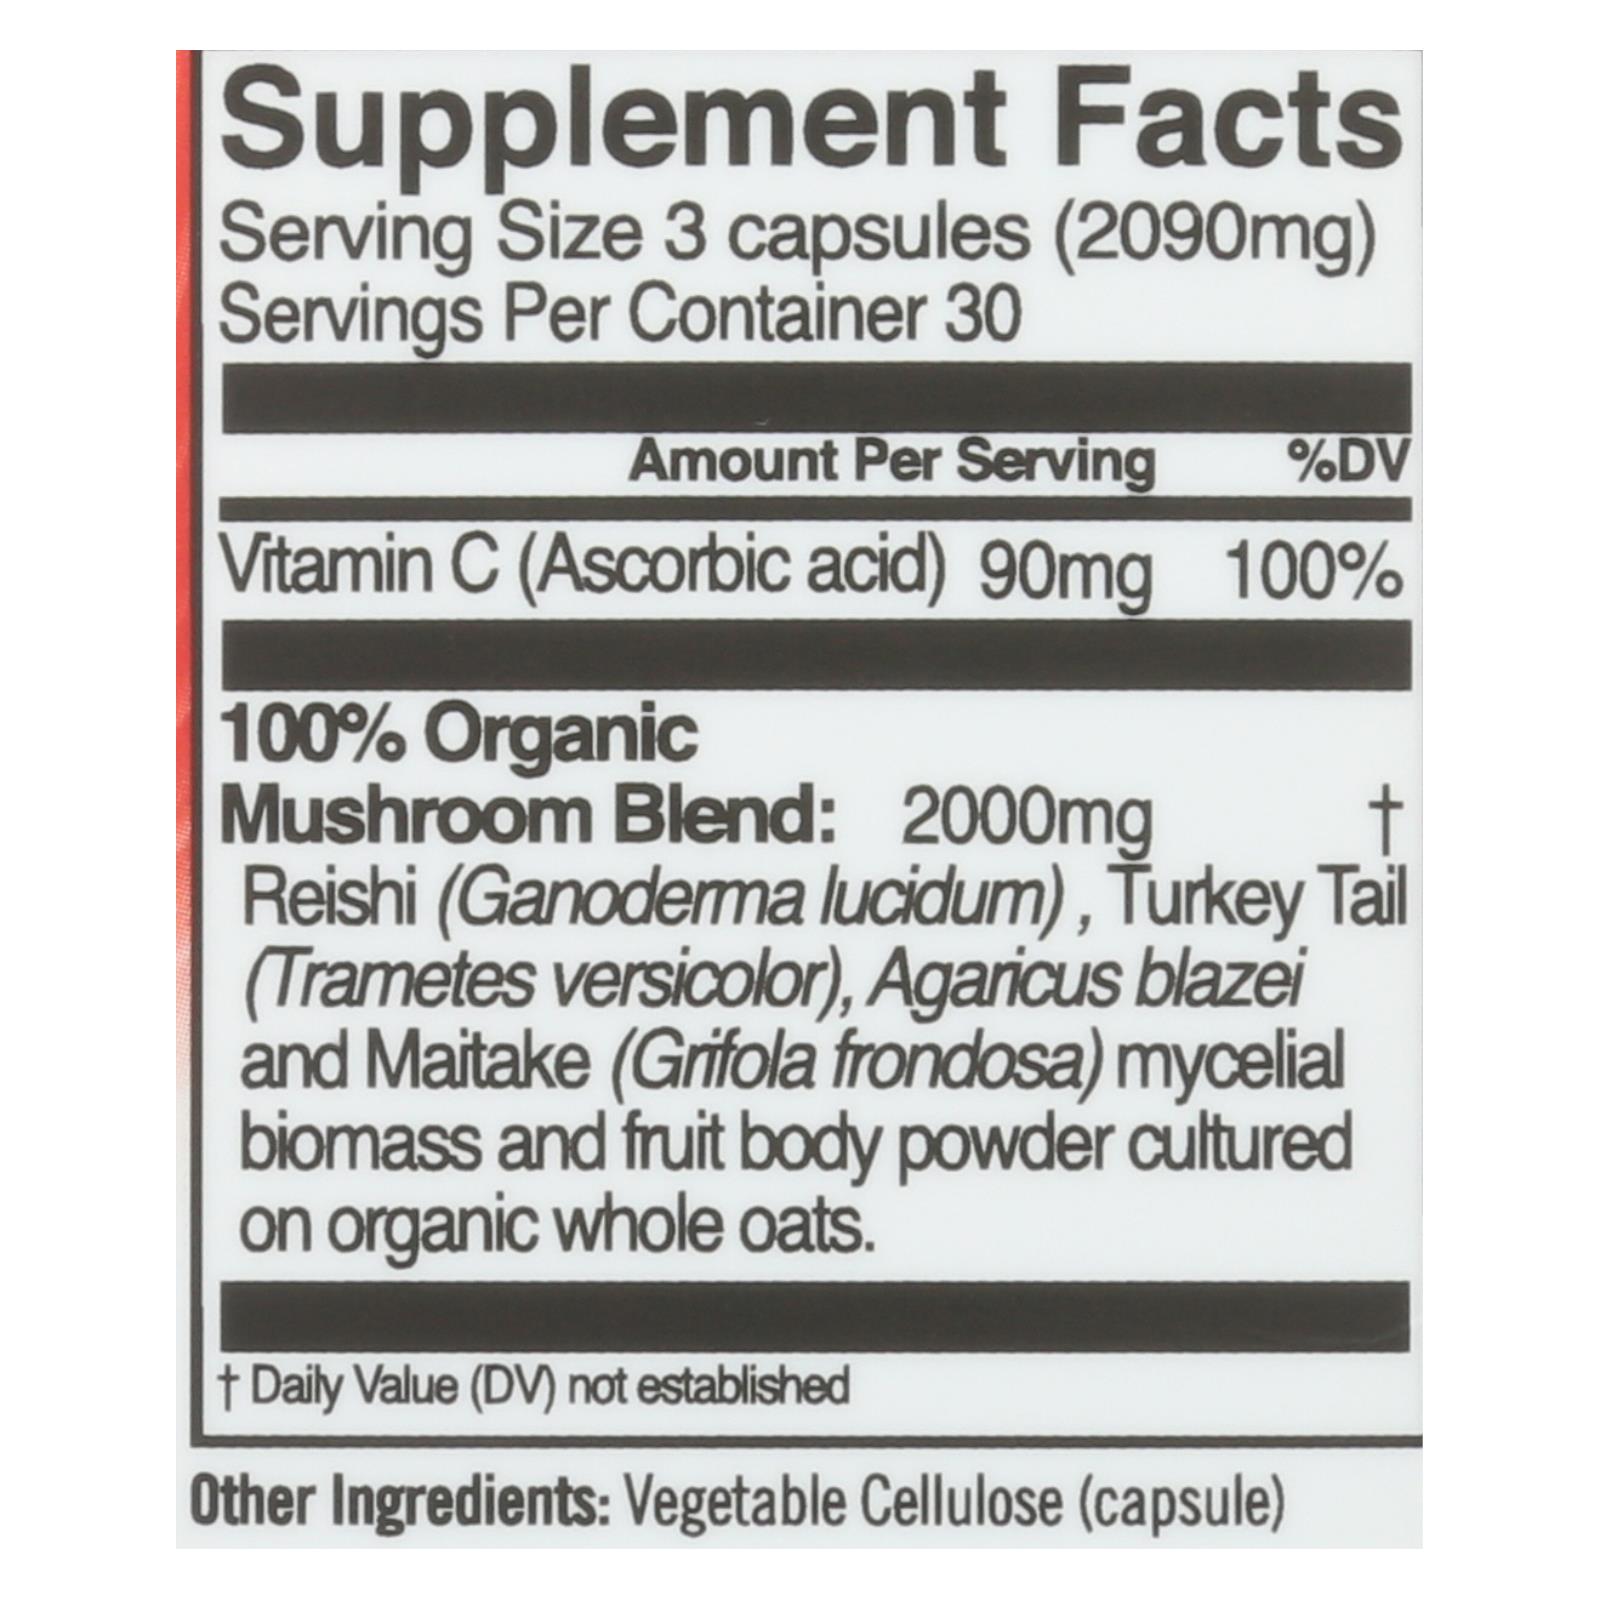 Supplement Facts
Serving Size 3 capsules (2090mg)
Servings Per Container 30
Amount Per Serving %DV
Vitamin C (Ascorbic acid) 90mg 100%
100% Organic
Mushroom Blend: 2000mg †
Reishi (Ganoderma lucidum) , Turkey Tail
(Trametes versicolor), Agaricus blazei
and Maitake (Grifola frondosa) mycelial
biomass and fruit body powder cultured
on organic whole oats.
† Daily Value (DV) not established
Other Ingredients: Vegetable Cellulose (capsule)